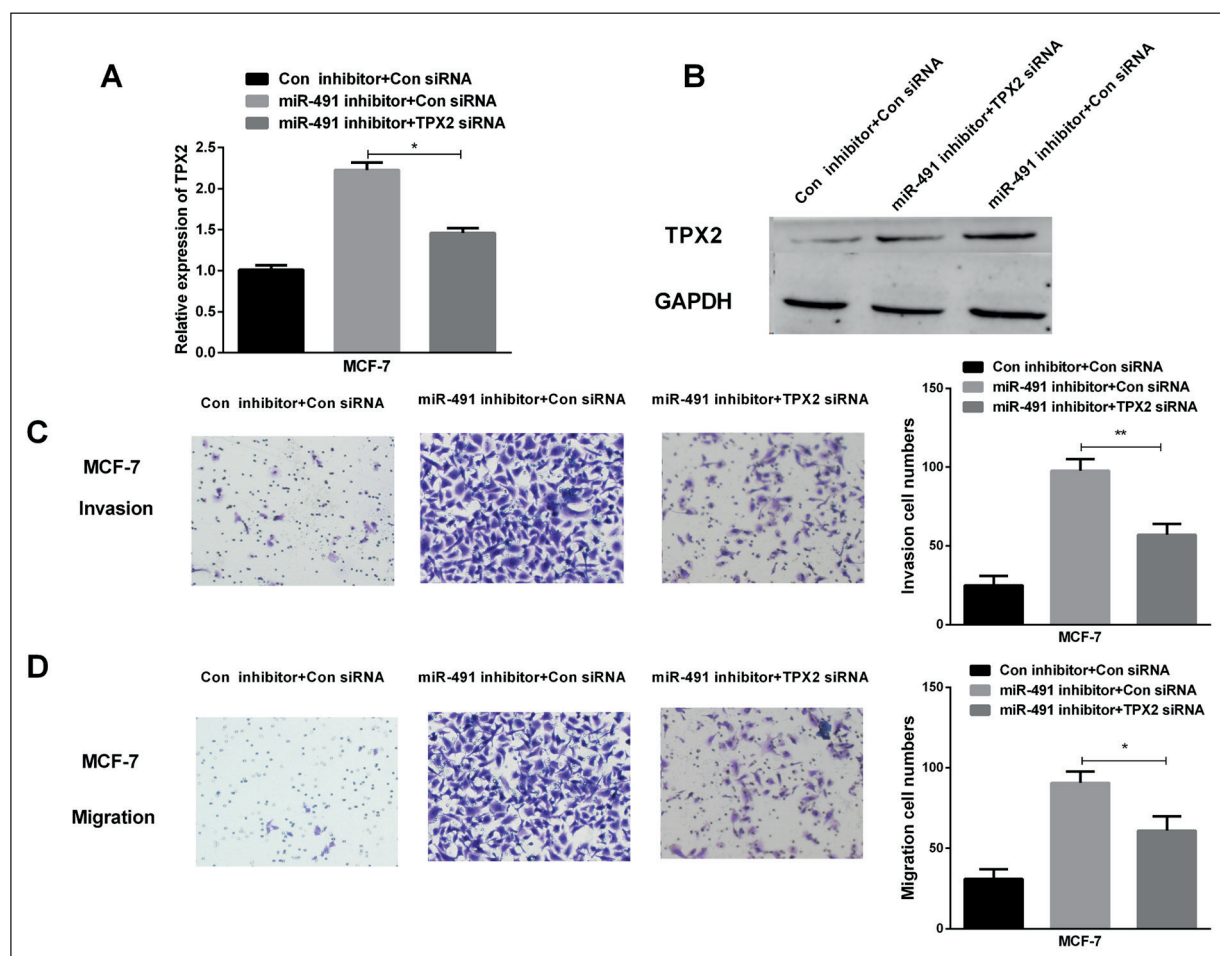 A
Con inhibitor+Con siRNA
miR-491 inhibitor+Con siRNA
miR-491 inhibitor+TPX2 siRNA
Relative expression of TPX2
2.5
2.0
1.5
1.0
0.5
0.0
*
MCF-7
B
Con inhibitor+Con siRNA
miR-491 inhibitor+TPX2 siRNA
miR-491 inhibitor+Con siRNA
TPX2
GAPDH
C
MCF-7
Invasion
Con inhibitor+Con siRNA
miR-491 inhibitor+Con siRNA
miR-491 inhibitor+TPX2 siRNA
Con inhibitor+Con siRNA
miR-491 inhibitor+Con siRNA
miR-491 inhibitor+TPX2 siRNA
Invasion cell numbers
150
100
50
0
**
MCF-7
D
MCF-7
Migration
Con inhibitor+Con siRNA
miR-491 inhibitor+Con siRNA
miR-491 inhibitor+TPX2 siRNA
Con inhibitor+Con siRNA
miR-491 inhibitor+Con siRNA
miR-491 inhibitor+TPX2 siRNA
Migration cell numbers
150
100
50
0
*
MCF-7